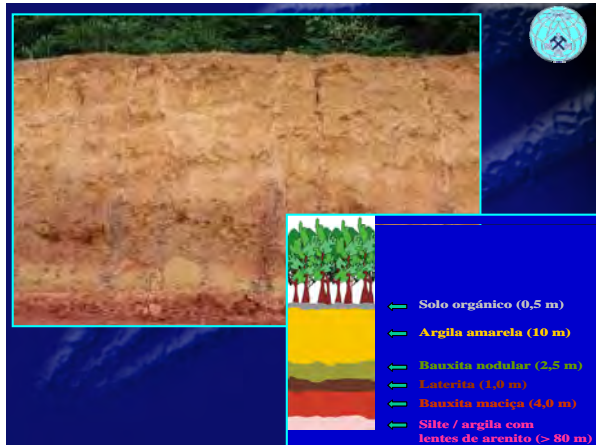 Solo orgánico (0,5 m)
Argila amarela (10 m)
Bauxita nodular (2,5 m)
Laterita (1,0 m)
Bauxita maciça (4,0 m)
Silte / argila com
lentes de arenito (> 80 m)